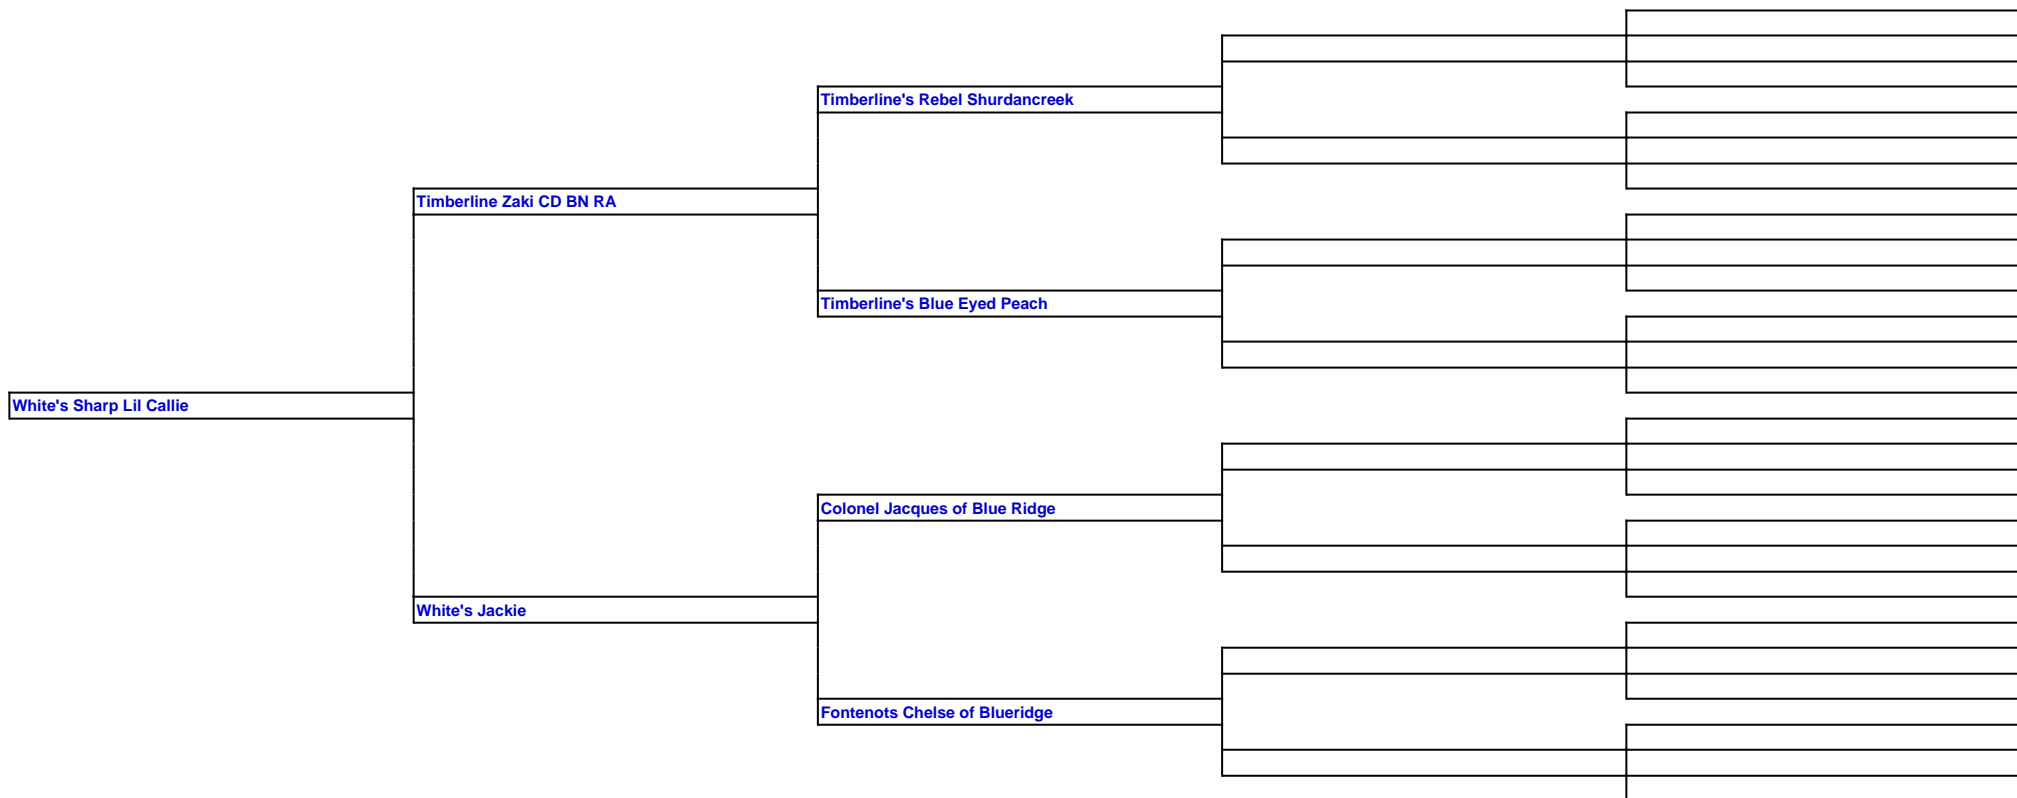 Timberline's Rebel Shurdancreek
Timberline Zaki CD BN RA
Timberline's Blue Eyed Peach
White's Sharp Lil Callie
Colonel Jacques of Blue Ridge
White's Jackie
Fontenots Chelse of Blueridge